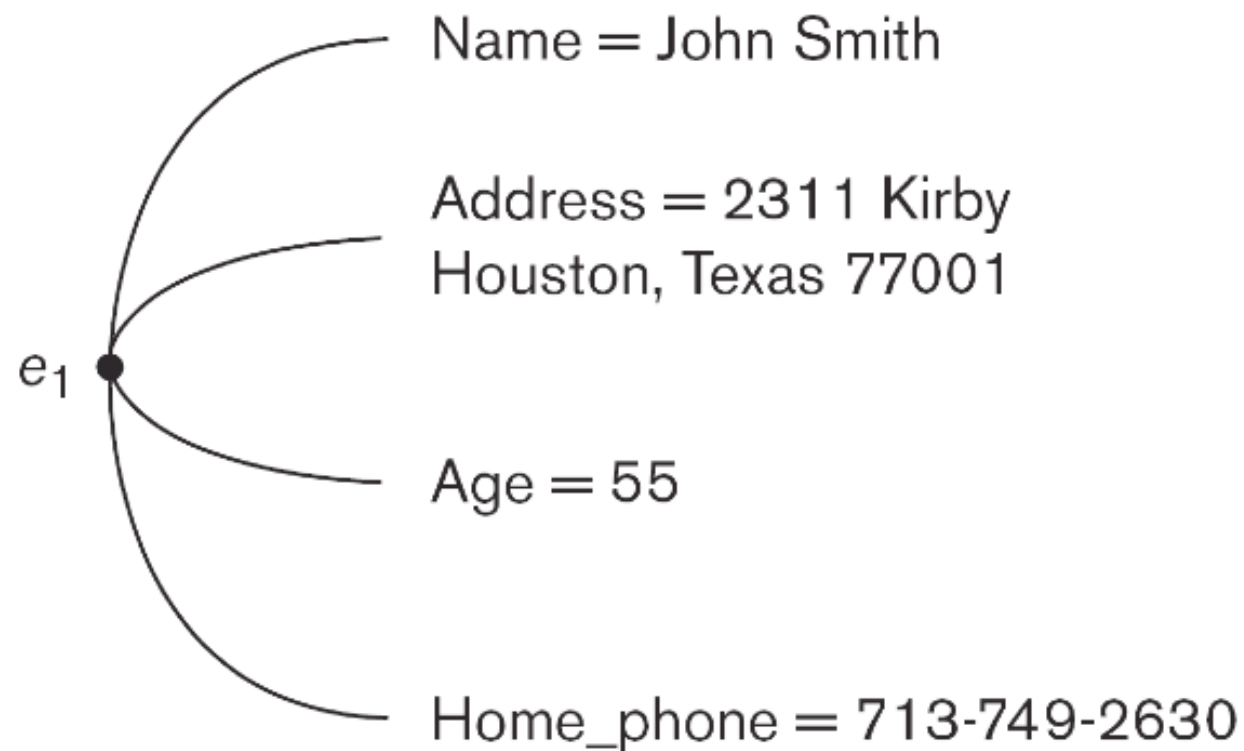 Name = John Smith
Address = 2311 Kirby
Houston, Texas 77001
e1
Age = 55
Home_phone = 713-749-2630